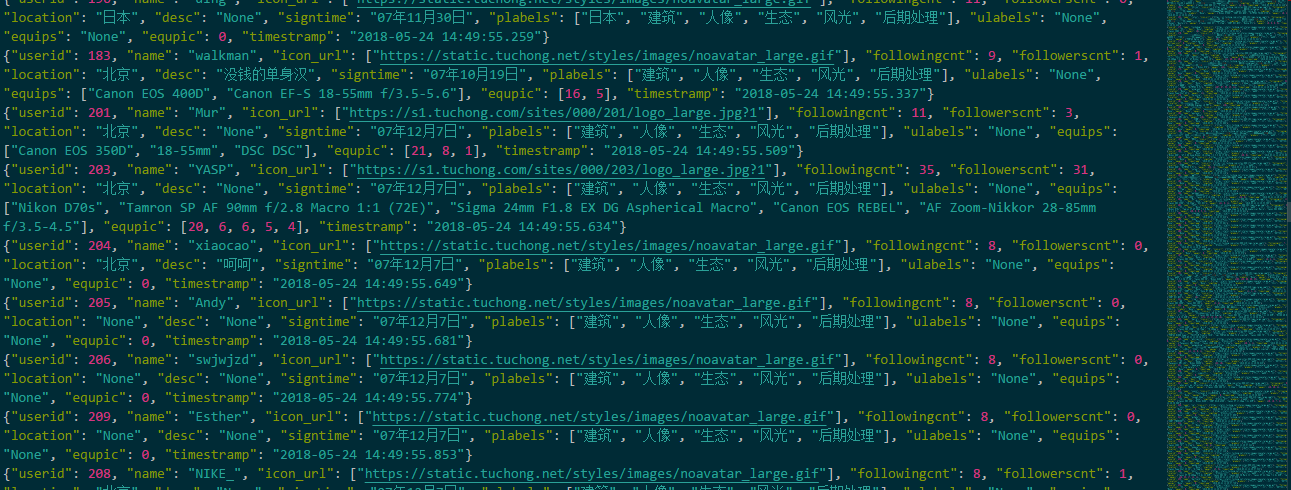 "location": "日本", "desc": "None", "signtime": "07年11月30日", "plabels": ["日本", "建筑", "人像", "生态", "风光", "后期处理"], "ulabels": "None",
"equips": "None", "equpic": 0, "timestramp": "2018-05-24 14:49:55.259"}
{"userid": 183, "name": "walkman", "icon_url": ["https://static.tuchong.net/styles/images/noavatar_large.gif"], "followingcnt": 9, "followerscnt": 1,
"location": "北京", "desc": "没钱的单身汉", "signtime": "07年10月19日", "plabels": ["建筑", "人像", "生态", "风光", "后期处理"], "ulabels": "None",
"equips": ["Canon EOS 400D", "Canon EF-S 18-55mm f/3.5-5.6"], "equpic": [16, 5], "timestramp": "2018-05-24 14:49:55.337"}
{"userid": 201, "name": "Mur", "icon_url": ["https://s1.tuchong.com/sites/000/201/logo_large.jpg?1"], "followingcnt": 11, "followerscnt": 3,
"location": "北京", "desc": "None", "signtime": "07年12月7日", "plabels": ["建筑", "人像", "生态", "风光", "后期处理"], "ulabels": "None", "equips":
["Canon EOS 350D", "18-55mm", "DSC DSC"], "equpic": [21, 8, 1], "timestramp": "2018-05-24 14:49:55.509"}
{"userid": 203, "name": "YASP", "icon_url": ["https://s1.tuchong.com/sites/000/203/logo_large.jpg?1"], "followingcnt": 35, "followerscnt": 31,
"location": "北京", "desc": "None", "signtime": "07年12月7日", "plabels": ["建筑", "人像", "生态", "风光", "后期处理"], "ulabels": "None", "equips":
["Nikon D70s", "Tamron SP AF 90mm f/2.8 Macro 1:1 (72E)", "Sigma 24mm F1.8 EX DG Aspherical Macro", "Canon EOS REBEL", "AF Zoom-Nikkor 28-85mm
f/3.5-4.5"], "equpic": [20, 6, 6, 5, 4], "timestramp": "2018-05-24 14:49:55.634"}
{"userid": 204, "name": "xiaocao", "icon_url": ["https://static.tuchong.net/styles/images/noavatar_large.gif"], "followingcnt": 8, "followerscnt": 0,
"location": "北京", "desc": "呵呵", "signtime": "07年12月7日", "plabels": ["建筑", "人像", "生态", "风光", "后期处理"], "ulabels": "None", "equips":
"None", "equpic": 0, "timestramp": "2018-05-24 14:49:55.649"}
{"userid": 205, "name": "Andy", "icon_url": ["https://static.tuchong.net/styles/images/noavatar_large.gif"], "followingcnt": 8, "followerscnt": 0,
"location": "None", "desc": "None", "signtime": "07年12月7日", "plabels": ["建筑", "人像", "生态", "风光", "后期处理"], "ulabels": "None", "equips":
"None", "equpic": 0, "timestramp": "2018-05-24 14:49:55.681"}
{"userid": 206, "name": "swjwjzd", "icon_url": ["https://static.tuchong.net/styles/images/noavatar_large.gif"], "followingcnt": 8, "followerscnt": 0,
"location": "None", "desc": "None", "signtime": "07年12月7日", "plabels": ["建筑", "人像", "生态", "风光", "后期处理"], "ulabels": "None", "equips":
"None", "equpic": 0, "timestramp": "2018-05-24 14:49:55.774"}
{"userid": 209, "name": "Esther", "icon_url": ["https://static.tuchong.net/styles/images/noavatar_large.gif"], "followingcnt": 8, "followerscnt": 0,
"location": "None", "desc": "None", "signtime": "07年12月7日", "plabels": ["建筑", "人像", "生态", "风光", "后期处理"], "ulabels": "None", "equips":
"None", "equpic": 0, "timestramp": "2018-05-24 14:49:55.853"}
{"userid": 208, "name": "NIKE_", "icon_url": ["https://static.tuchong.net/styles/images/noavatar_large.gif"], "followingcnt": 8, "followerscnt": 1,